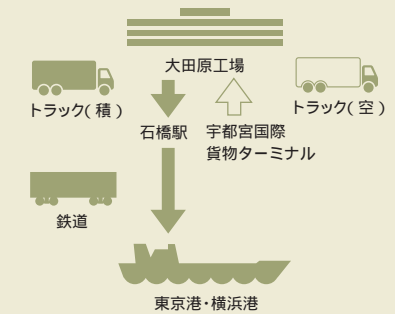 大田原工場
トラック( 積 )
トラック( 空 )
石橋駅
宇都宮国際
貨物ターミナル
鉄道
東京港・横浜港